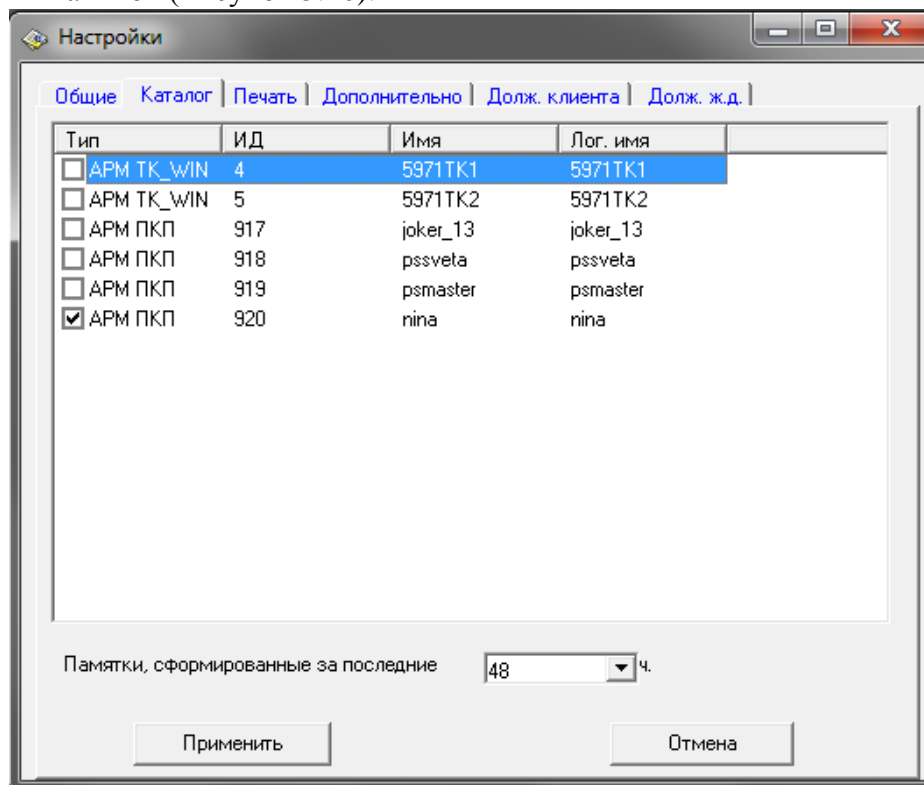 Настройки
Общие Каталог Печать Дополнительно Долж. клиента Долж. ж.д.
Тип ИД Имя Лог. имя
АРМ TK_WIN 4 5971TK1 5971TK1
АРМ TK_WIN 5 5971TK2 5971TK2
АРМ ПКП 917 joker_13 joker_13
АРМ ПКП 918 pssveta pssveta
АРМ ПКП 919 psmaster psmaster
АРМ ПКП 920 nina nina
Памятки, сформированные за последние 48 ч.
Применить Отмена